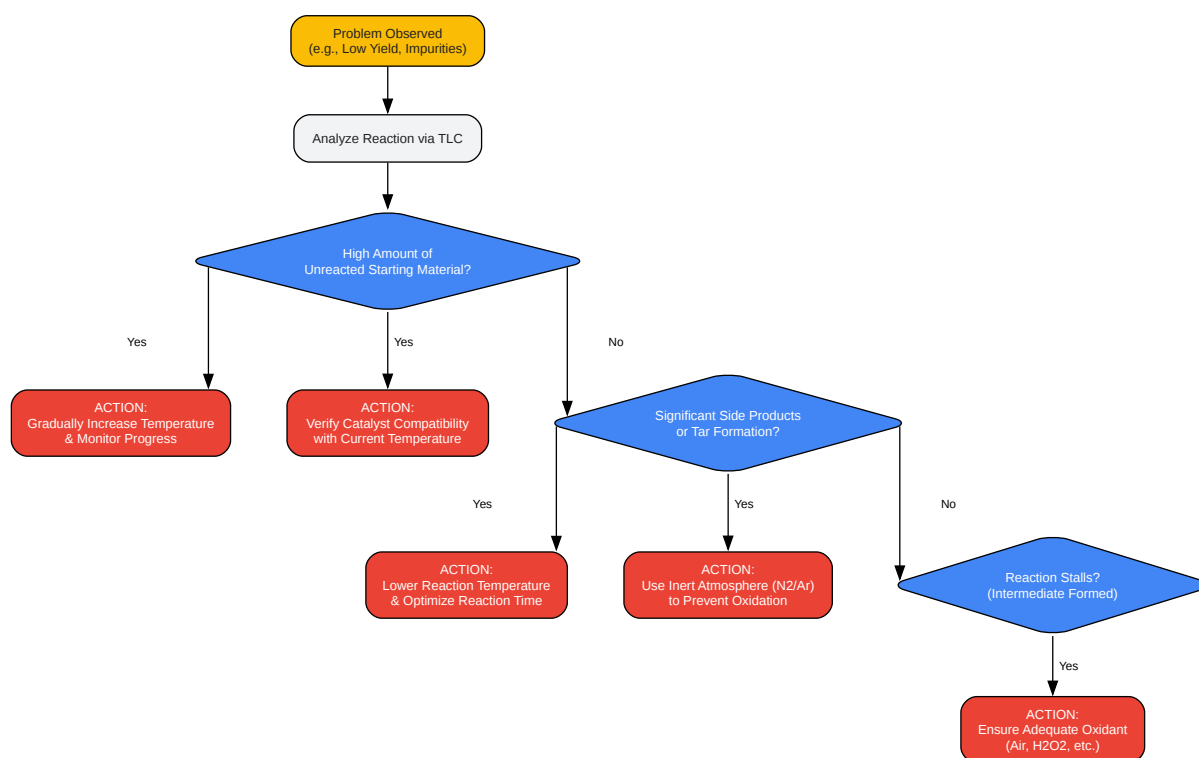 Problem Observed
(e.g., Low Yield, Impurities)
Analyze Reaction via TLC
High Amount of
Unreacted Starting Material?
Yes
Yes
No
ACTION:
Gradually Increase Temperature
& Monitor Progress
ACTION:
Verify Catalyst Compatibility
with Current Temperature
Significant Side Products
or Tar Formation?
Yes
Yes
No
ACTION:
Lower Reaction Temperature
& Optimize Reaction Time
ACTION:
Use Inert Atmosphere (N2/Ar)
to Prevent Oxidation
Reaction Stalls?
(Intermediate Formed)
Yes
ACTION:
Ensure Adequate Oxidant
(Air, H2O2, etc.)